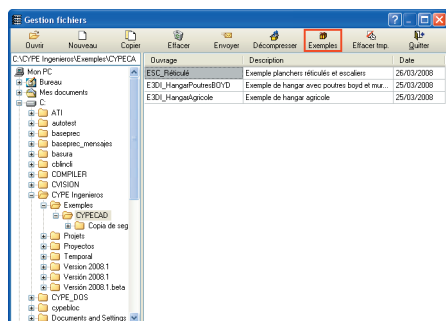 Gestion fichiers
Ouvrir Nouveau Copier Effacer Envoyer Décompresser Exemples Effacer tmp. Quitter
C:\CYPE Ingenieros\Exemples\CYPECA
Ouvrage Description Date
ESC_Réticulé Exemple planchers réticulés et escaliers 26/03/2008
E3DI_HangarPoutresBOYD Exemple de hangar avec poutres boyd et mur... 25/03/2008
E3DI_HangarAgricole Exemple de hangar agricole 25/03/2008
Mon PC
Bureau
Mes documents
C:
ATI
autotest
baseprec
baseprec_mensajes
basura
cblincli
COMPILER
CVISION
CYPE Ingenieros
Exemples
CYPECAD
Copia de seg
Projets
Proyectos
Temporal
Version 2008.1
Versión 2008.1
Versión 2008.1.beta
CYPE_DOS
cypebloc
Documents and Settings